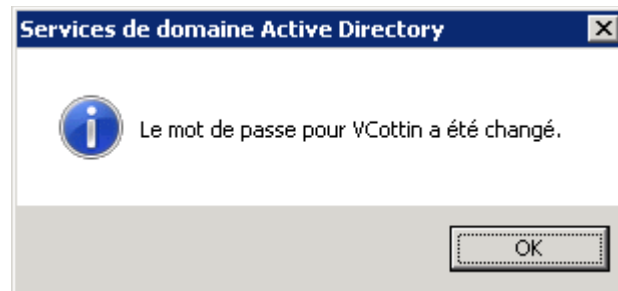 Services de domaine Active Directory
Le mot de passe pour VCottin a été changé.
OK